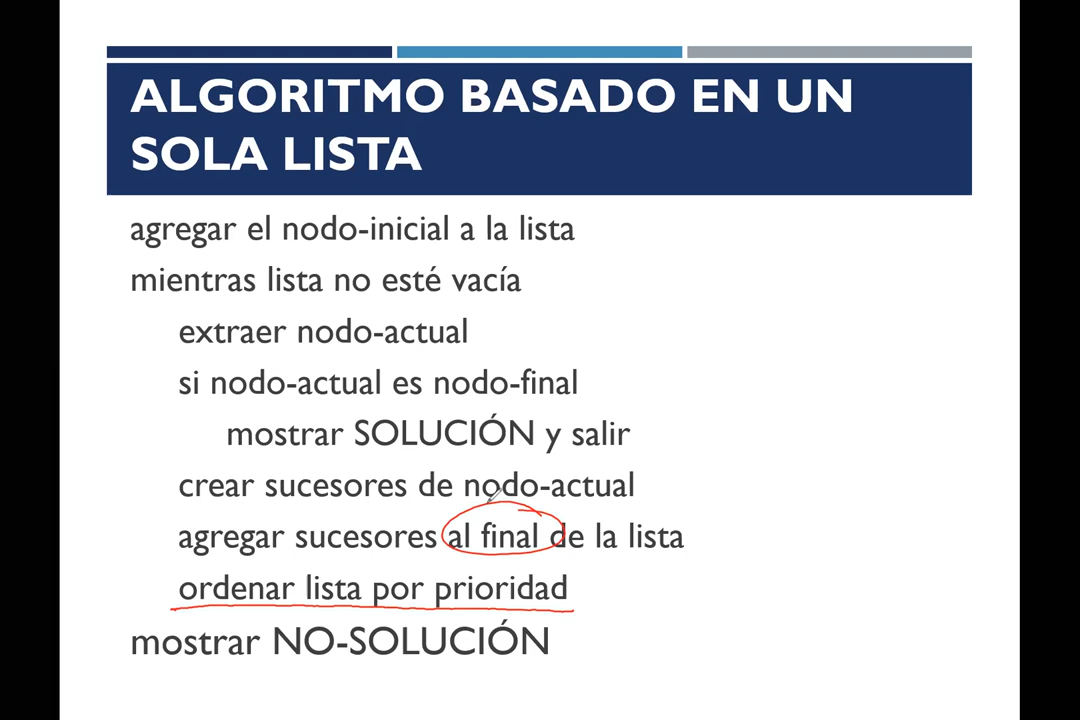 ALGORITMO BASADO EN UN
SOLA LISTA
agregar el nodo-inicial a la lista
mientras lista no esté vacía
extraer nodo-actual
si nodo-actual es nodo-final
mostrar SOLUCIÓN y salir
crear sucesores de nodo-actual
agregar sucesores al final de la lista
ordenar lista por prioridad
mostrar NO-SOLUCIÓN